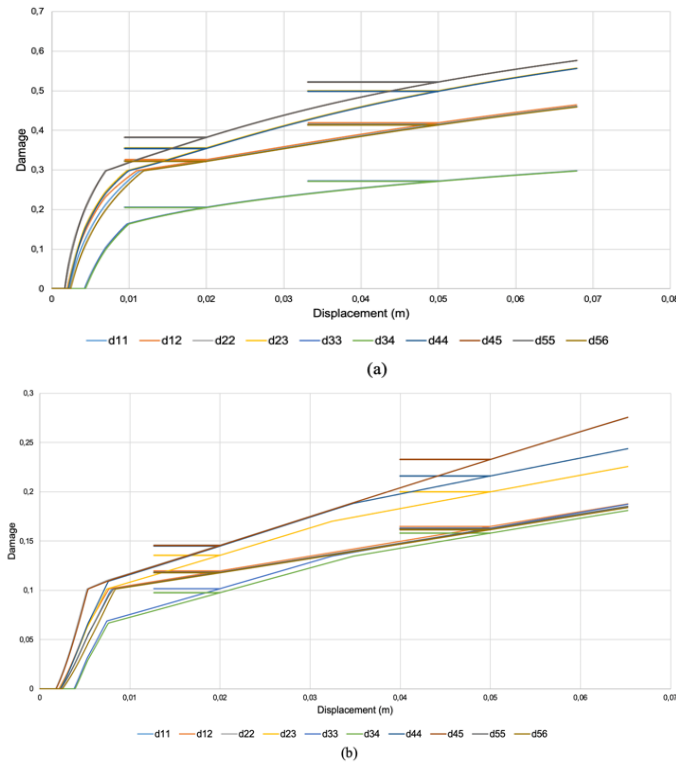 0,7
0,6
0,5
0,4
0,3
0,2
0,1
0
Damage
0 0,01 0,02 0,03 0,04 0,05 0,06 0,07 0,08
Displacement (m)
d11 d12 d22 d23 d33 d34 d44 d45 d55 d56
(a)
0,3
0,25
0,2
0,15
0,1
0,05
0
Damage
0 0,01 0,02 0,03 0,04 0,05 0,06 0,07
Displacement (m)
d11 d12 d22 d23 d33 d34 d44 d45 d55 d56
(b)